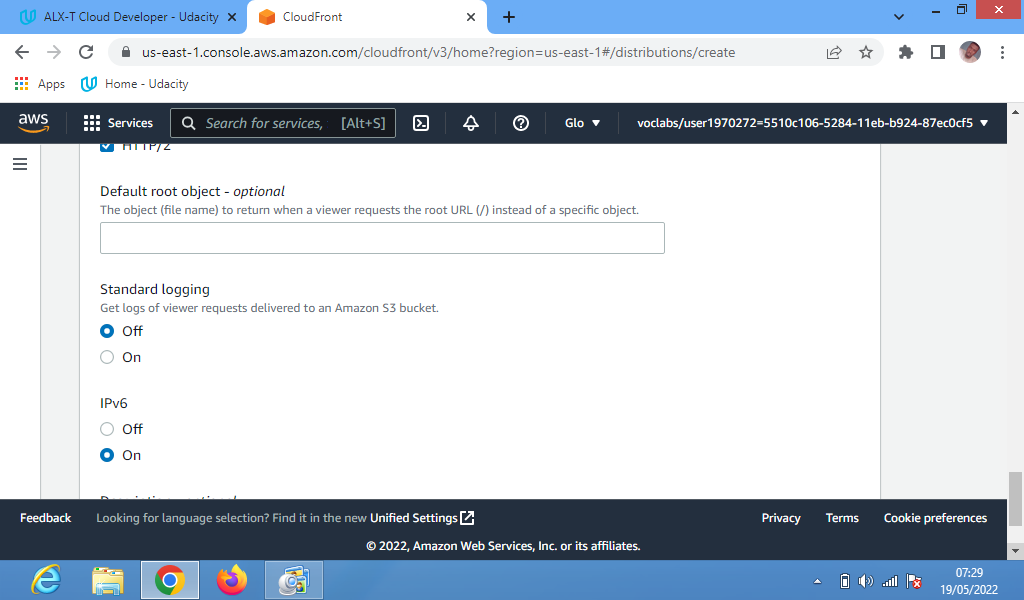 ALX-T Cloud Developer - Udacity
CloudFront
us-east-1.console.aws.amazon.com/cloudfront/v3/home?region=us-east-1#/distributions/create
Apps
Home - Udacity
aws
Services
Search for services, [Alt+S]
Glo
voclabs/user1970272=5510c106-5284-11eb-b924-87ec0cf5
HTTP/2
Default root object - optional
The object (file name) to return when a viewer requests the root URL (/) instead of a specific object.
Standard logging
Get logs of viewer requests delivered to an Amazon S3 bucket.
Off
On
IPv6
Off
On
Description - optional
Feedback
Looking for language selection? Find it in the new Unified Settings
Privacy
Terms
Cookie preferences
© 2022, Amazon Web Services, Inc. or its affiliates.
07:29
19/05/2022